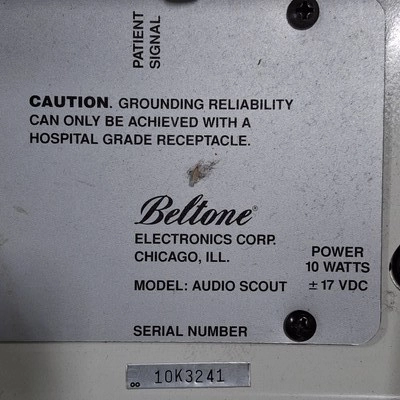 PATIENT
SIGNAL
CAUTION. GROUNDING RELIABILITY
CAN ONLY BE ACHIEVED WITH A
HOSPITAL GRADE RECEPTACLE.
Beltone®
ELECTRONICS CORP.
CHICAGO, ILL.
MODEL: AUDIO SCOUT
POWER
10 WATTS
± 17 VDC
SERIAL NUMBER
10K3241